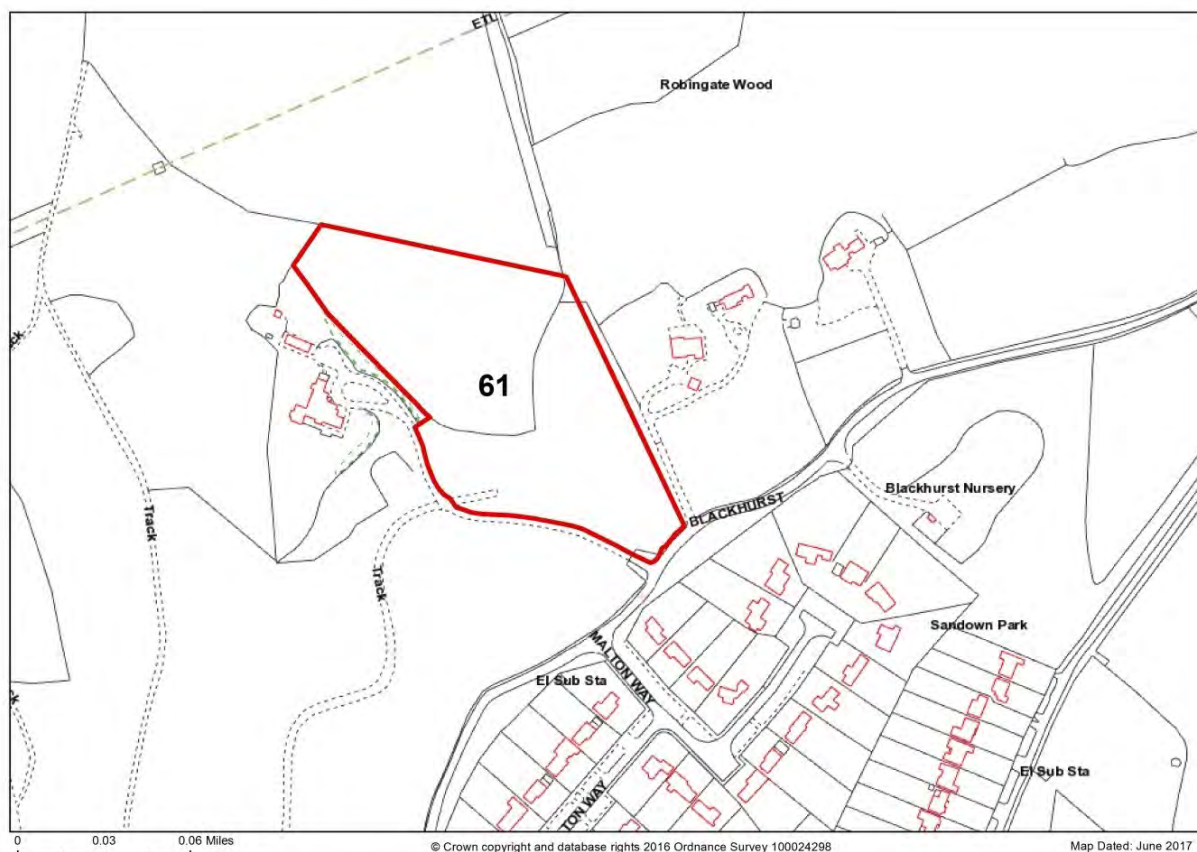 ETL
Robingate Wood
61
BLACKHURST
Blackhurst Nursery
Track
Track
Sandown Park
MALTON WAY
El Sub Sta
El Sub Sta
0 0.03 0.06 Miles
© Crown copyright and database rights 2016 Ordnance Survey 100024298
Map Dated: June 2017